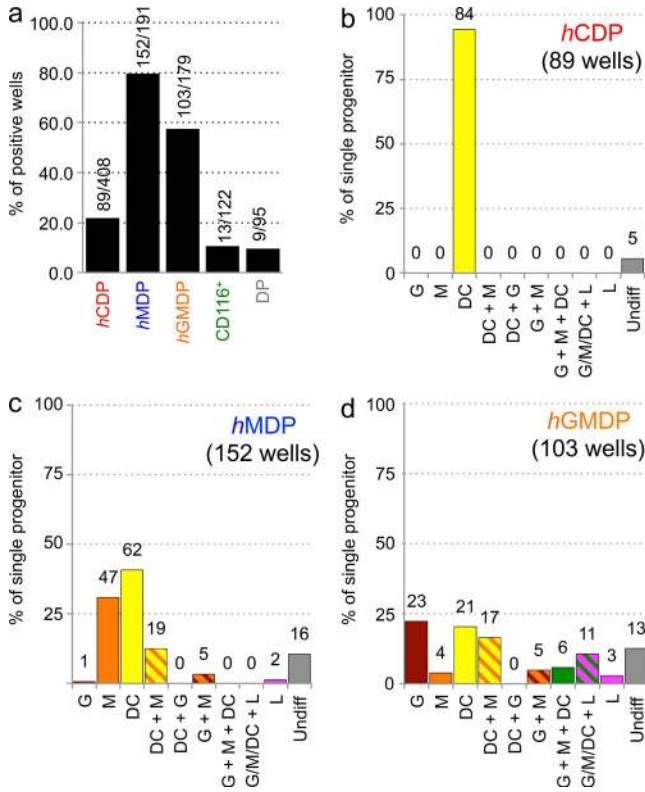 a
% of positive wells
100.0
80.0
60.0
40.0
20.0
0.0
89/408
152/191
103/179
13/122
9/95
hCDP
hMDP
hGMDP
CD116+
DP
b
hCDP
(89 wells)
% of single progenitor
100
75
50
25
0
0
0
84
0
0
0
0
0
0
5
G
M
DC
DC + M
DC + G
G + M
G + M + DC
G/M/DC + L
L
Undiff
c
hMDP
(152 wells)
% of single progenitor
100
75
50
25
1
47
62
19
0
5
0
0
2
16
G
M
DC
DC + M
DC + G
G + M
G + M + DC
G/M/DC + L
L
Undiff
d
hGMDP
(103 wells)
% of single progenitor
100
75
50
25
23
4
21
17
0
5
6
11
3
13
G
M
DC
DC + M
DC + G
G + M
G + M + DC
G/M/DC + L
L
Undiff